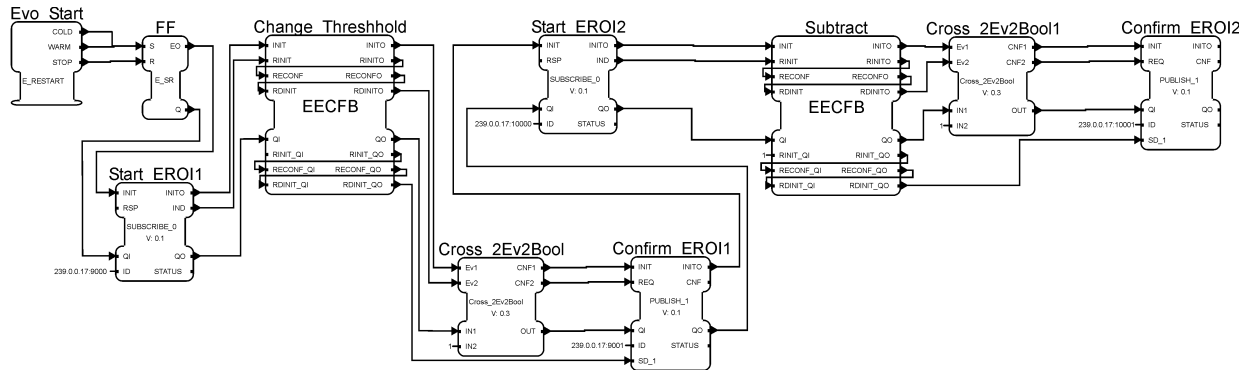 Evo_Start
COLD
WARM
STOP
E_RESTART
FF
S
EO
R
E_SR
Q
Start_EROI1
INIT
INITO
RSP
IND
SUBSCRIBE_0
V: 0.1
QI
QO
239.0.0.17:9000
ID
STATUS
Change_Threshhold
INIT
INITO
RINIT
RINITO
RECONF
RECONFO
RDINIT
RDINITO
EECFB
QI
QO
RINIT_QI
RINIT_QO
RECONF_QI
RECONF_QO
RDINIT_QI
RDINIT_QO
Cross_2Ev2Bool
Ev1
CNF1
Ev2
CNF2
Cross_2Ev2Bool
V: 0.3
IN1
OUT
1
IN2
Confirm_EROI1
INIT
INITO
REQ
CNF
PUBLISH_1
V: 0.1
QI
QO
239.0.0.17:9001
ID
STATUS
SD_1
Start_EROI2
INIT
INITO
RSP
IND
SUBSCRIBE_0
V: 0.1
QI
QO
239.0.0.17:10000
ID
STATUS
Subtract
INIT
INITO
RINIT
RINITO
RECONF
RECONFO
RDINIT
RDINITO
EECFB
QI
QO
1
RINIT_QI
RINIT_QO
RECONF_QI
RECONF_QO
RDINIT_QI
RDINIT_QO
Cross_2Ev2Bool1
Ev1
CNF1
Ev2
CNF2
Cross_2Ev2Bool
V: 0.3
IN1
OUT
1
IN2
Confirm_EROI2
INIT
INITO
REQ
CNF
PUBLISH_1
V: 0.1
QI
QO
239.0.0.17:10001
ID
STATUS
SD_1